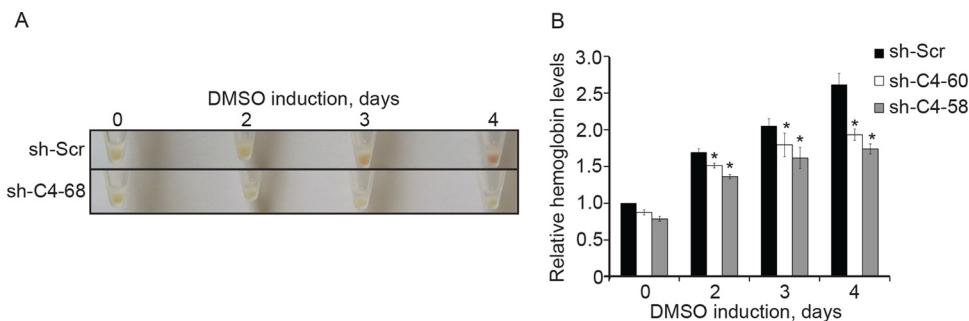 A
DMSO induction, days
0 2 3 4
sh-Scr
sh-C4-68
B
Relative hemoglobin levels
3.0
2.5
2.0
1.5
1.0
0.5
0
* * * * * *
0 2 3 4
DMSO induction, days
sh-Scr
sh-C4-60
sh-C4-58